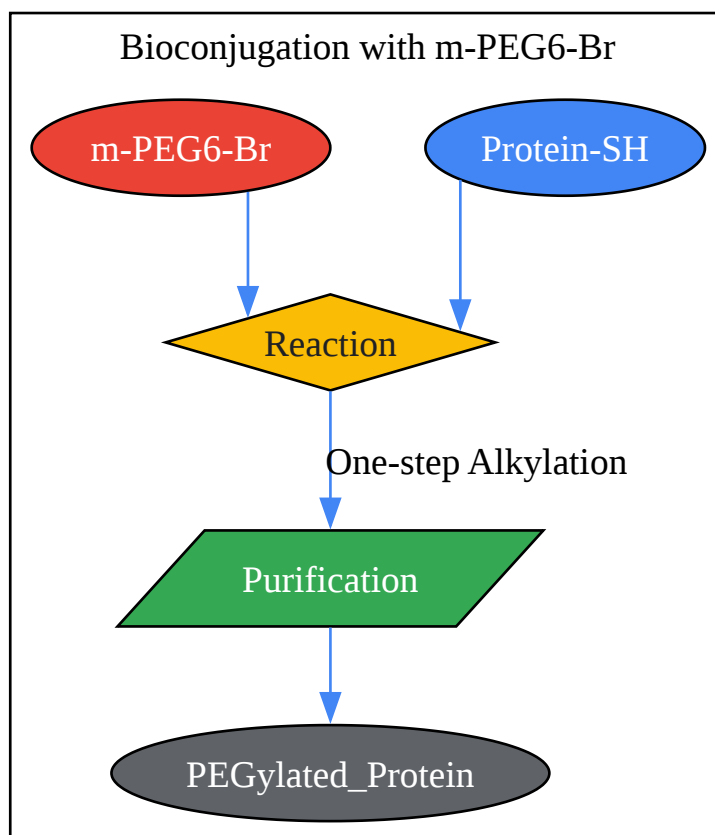 Bioconjugation with m-PEG6-Br
m-PEG6-Br
Protein-SH
Reaction
One-step Alkylation
Purification
PEGylated_Protein